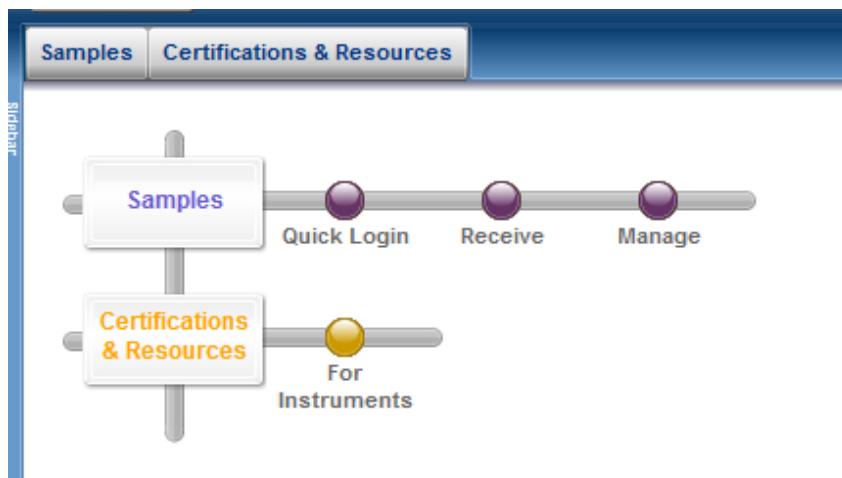 Samples
Certifications & Resources
Sidebar
Samples
Quick Login
Receive
Manage
Certifications
& Resources
For
Instruments